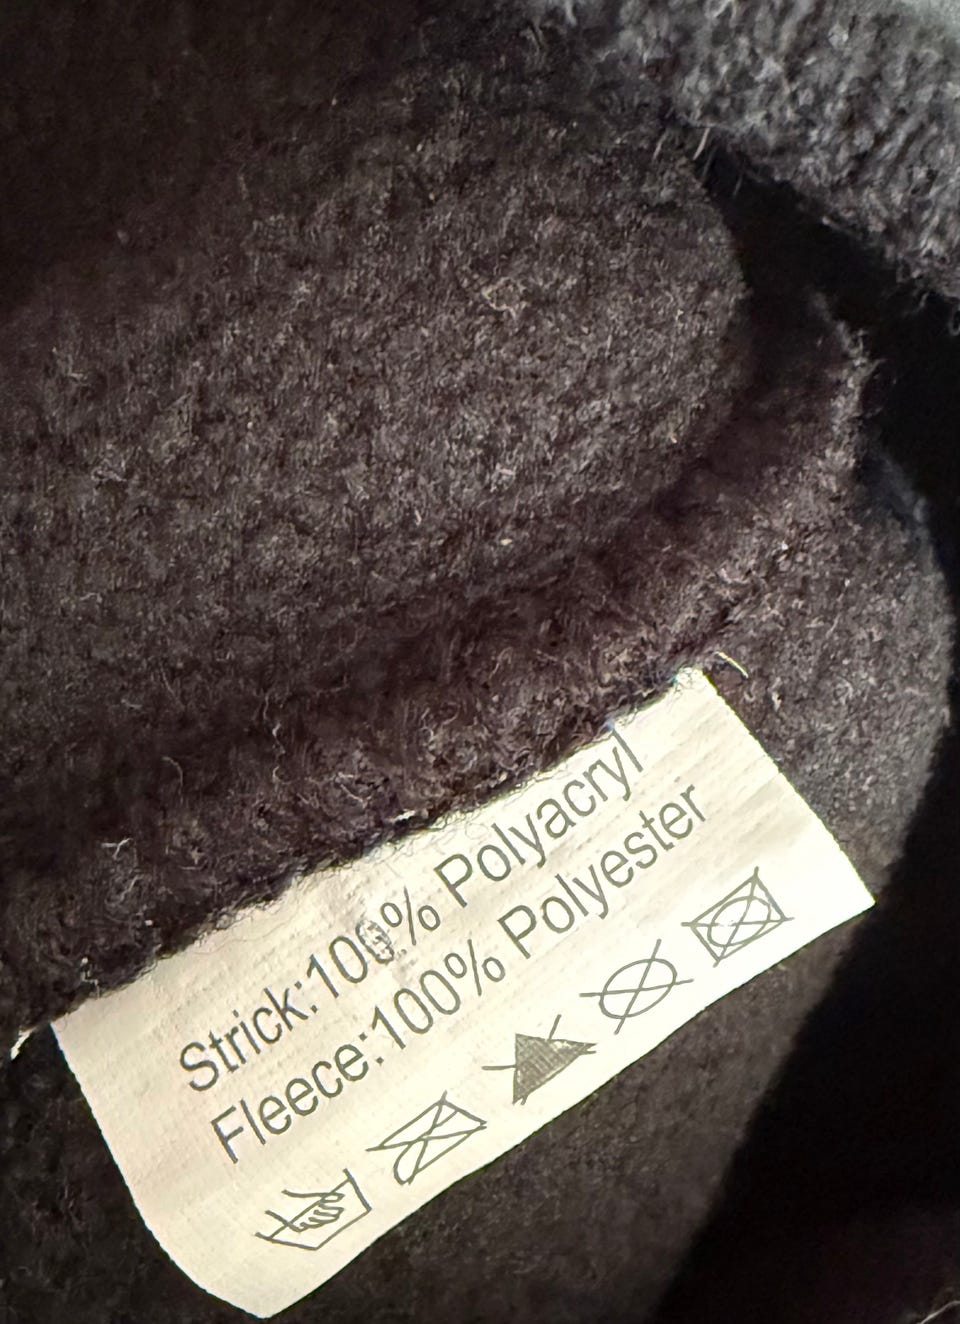 Strick:100% Polyacryl
Fleece:100% Polyester